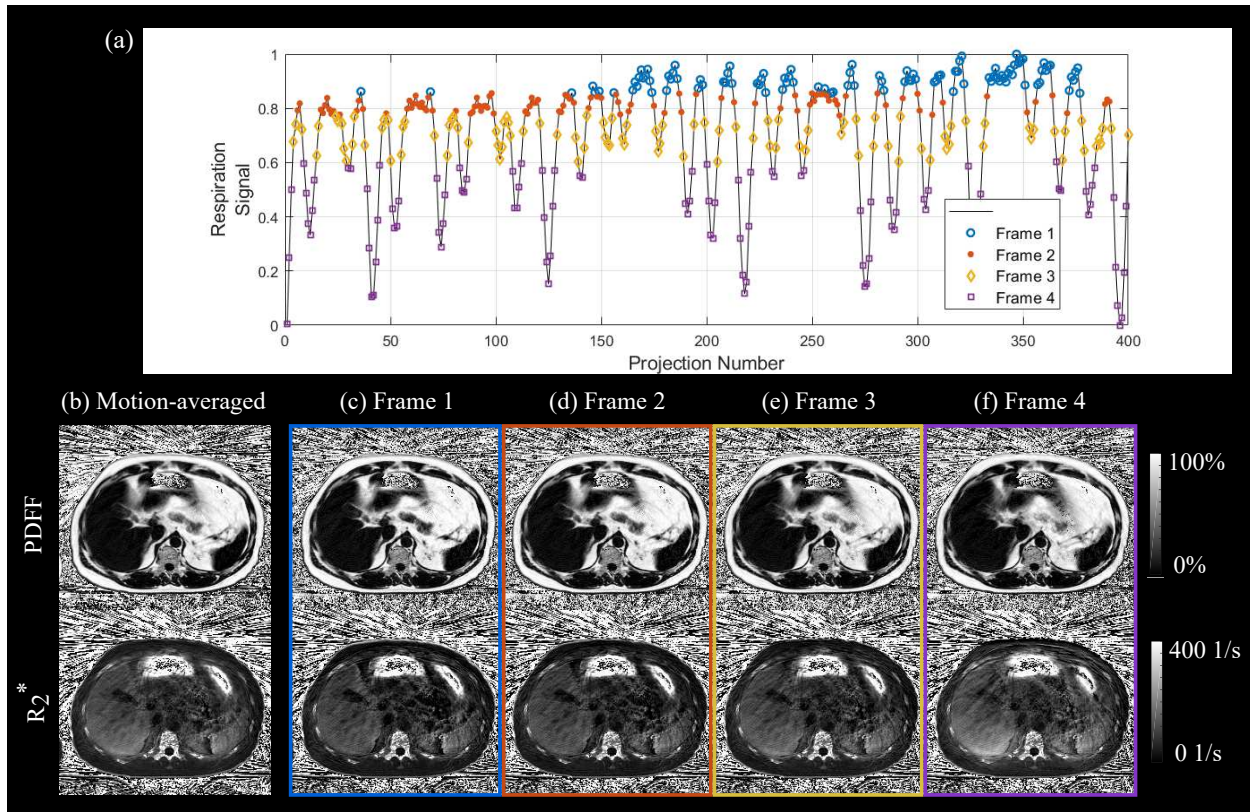 (a)
Respiration
Signal
1
0.8
0.6
0.4
0.2
0
0 50 100 150 200 250 300 350 400
Projection Number
Frame 1
Frame 2
Frame 3
Frame 4
(b) Motion-averaged (c) Frame 1 (d) Frame 2 (e) Frame 3 (f) Frame 4
PDFF
100%
0%
R2*
400 1/s
0 1/s